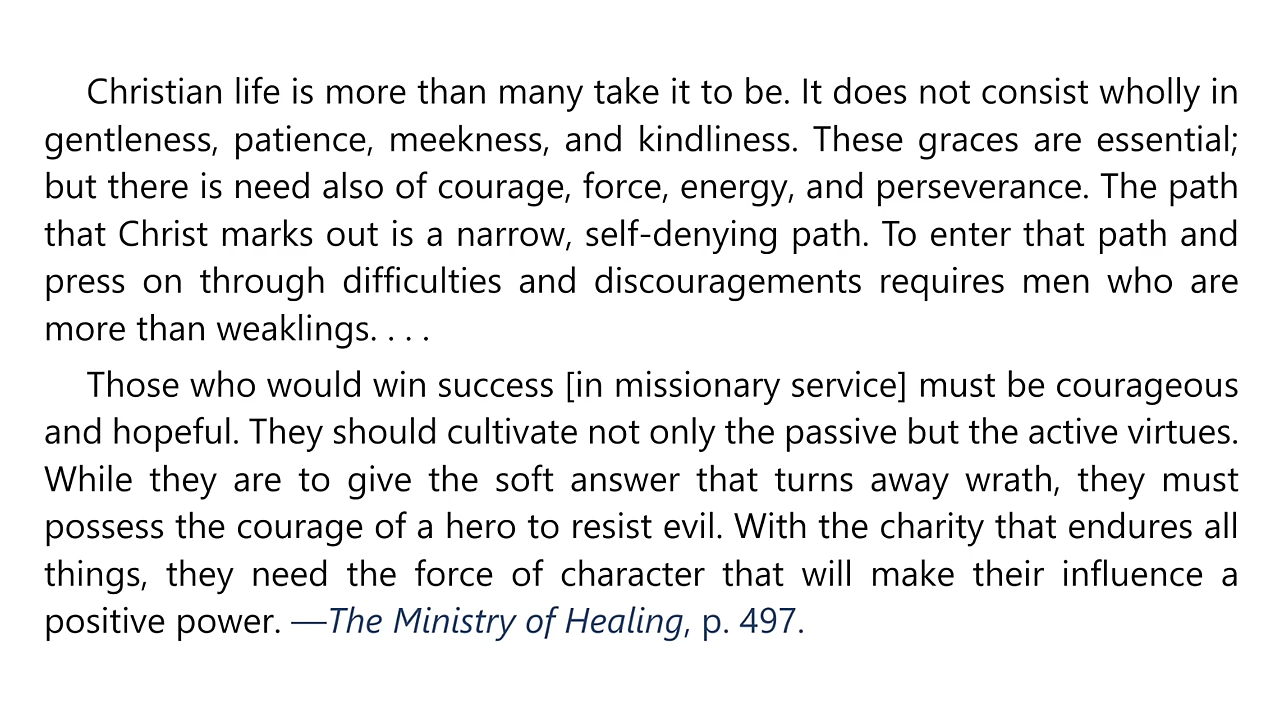 Christian life is more than many take it to be. It does not consist wholly in
gentleness, patience, meekness, and kindliness. These graces are essential;
but there is need also of courage, force, energy, and perseverance. The path
that Christ marks out is a narrow, self-denying path. To enter that path and
press on through difficulties and discouragements requires men who are
more than weaklings. . . .
Those who would win success [in missionary service] must be courageous
and hopeful. They should cultivate not only the passive but the active virtues.
While they are to give the soft answer that turns away wrath, they must
possess the courage of a hero to resist evil. With the charity that endures all
things, they need the force of character that will make their influence a
positive power. —The Ministry of Healing, p. 497.